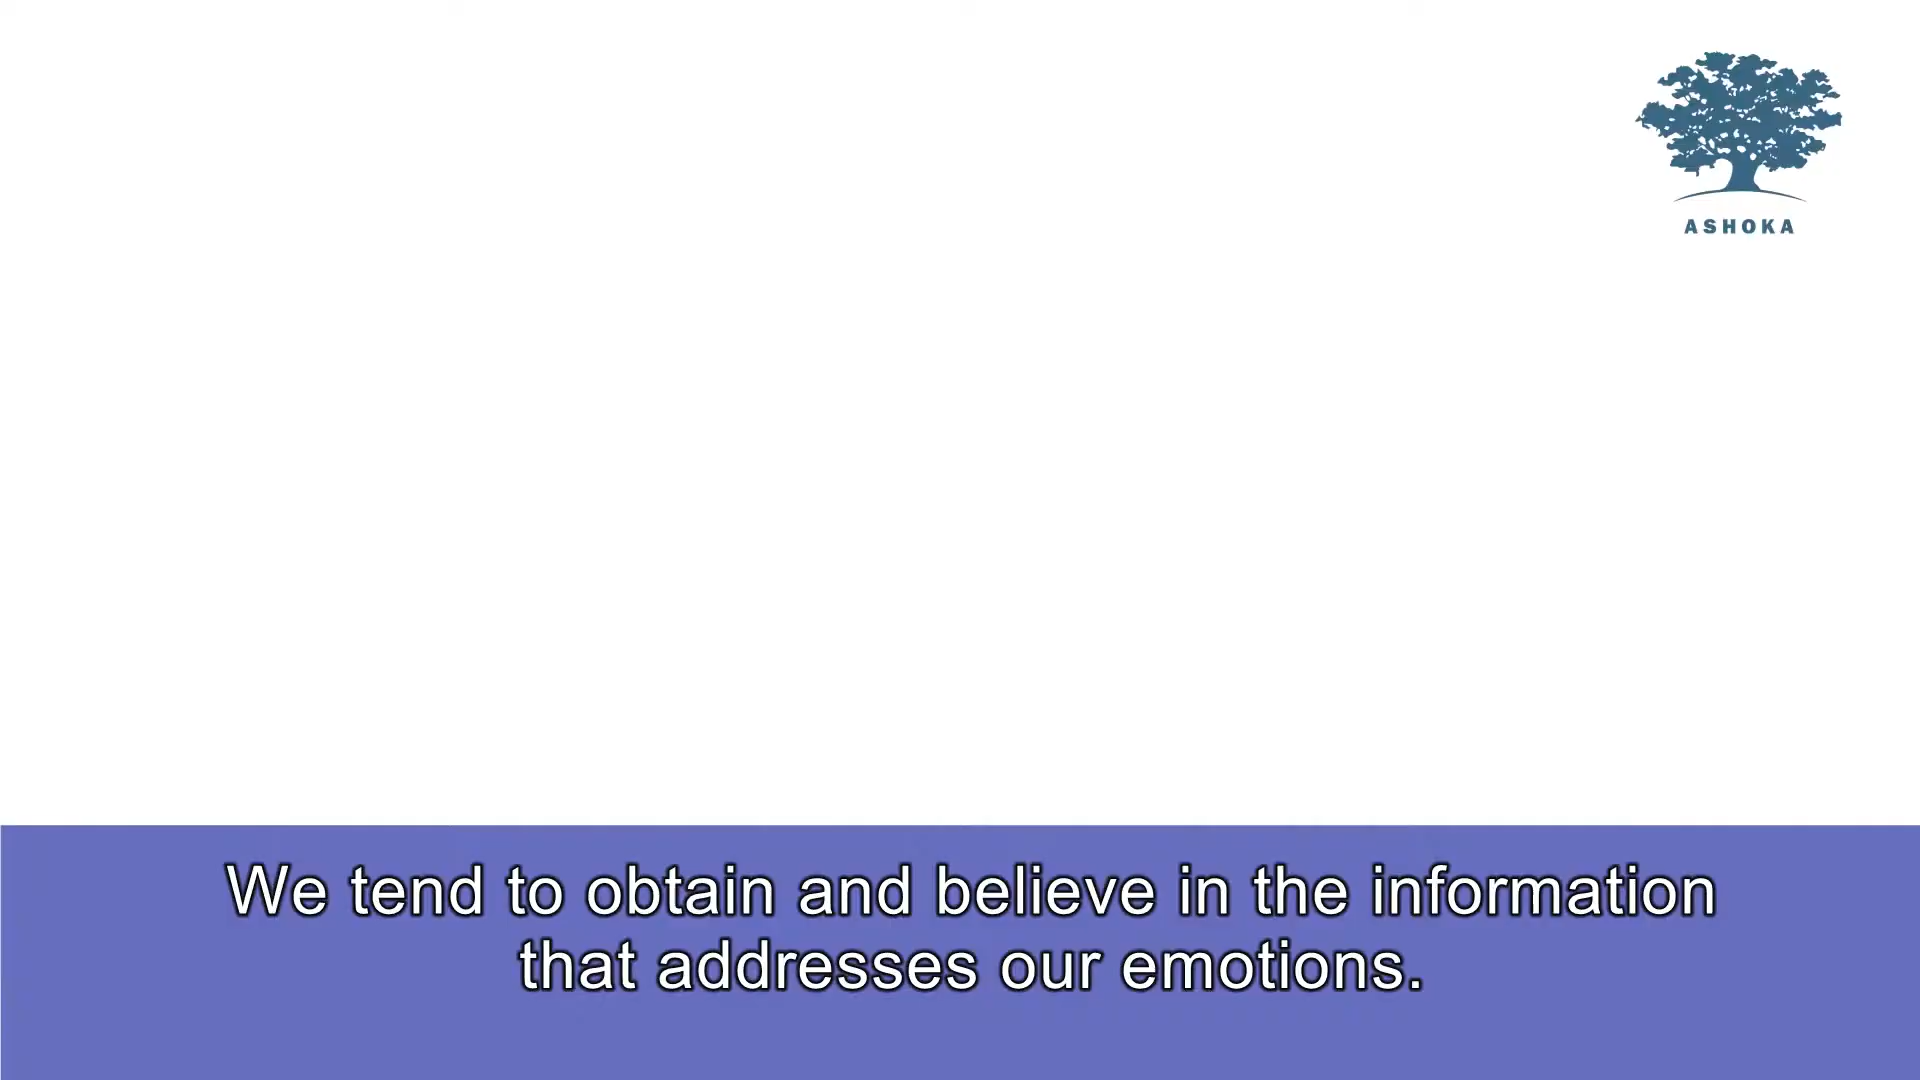 ASHOKA
We tend to obtain and believe in the information
that addresses our emotions.